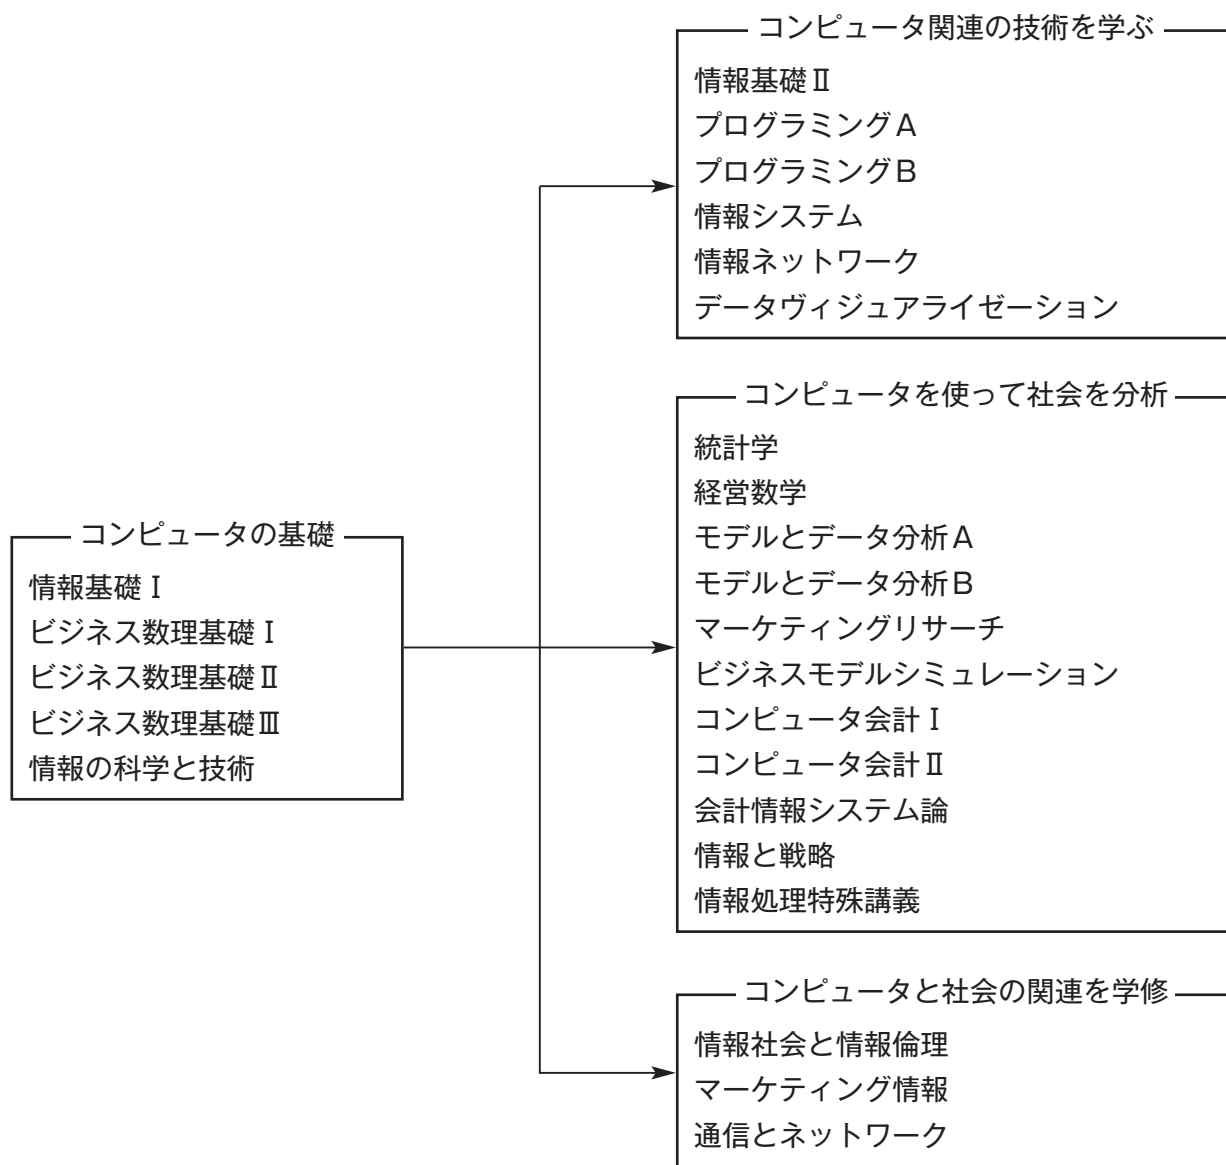 コンピュータの基礎
情報基礎Ⅰ
ビジネス数理基礎Ⅰ
ビジネス数理基礎Ⅱ
ビジネス数理基礎Ⅲ
情報の科学と技術
コンピュータ関連の技術を学ぶ
情報基礎Ⅱ
プログラミングA
プログラミングB
情報システム
情報ネットワーク
データヴィジュアライゼーション
コンピュータを使って社会を分析
統計学
経営数学
モデルとデータ分析A
モデルとデータ分析B
マーケティングリサーチ
ビジネスモデルシミュレーション
コンピュータ会計Ⅰ
コンピュータ会計Ⅱ
会計情報システム論
情報と戦略
情報処理特殊講義
コンピュータと社会の関連を学修
情報社会と情報倫理
マーケティング情報
通信とネットワーク